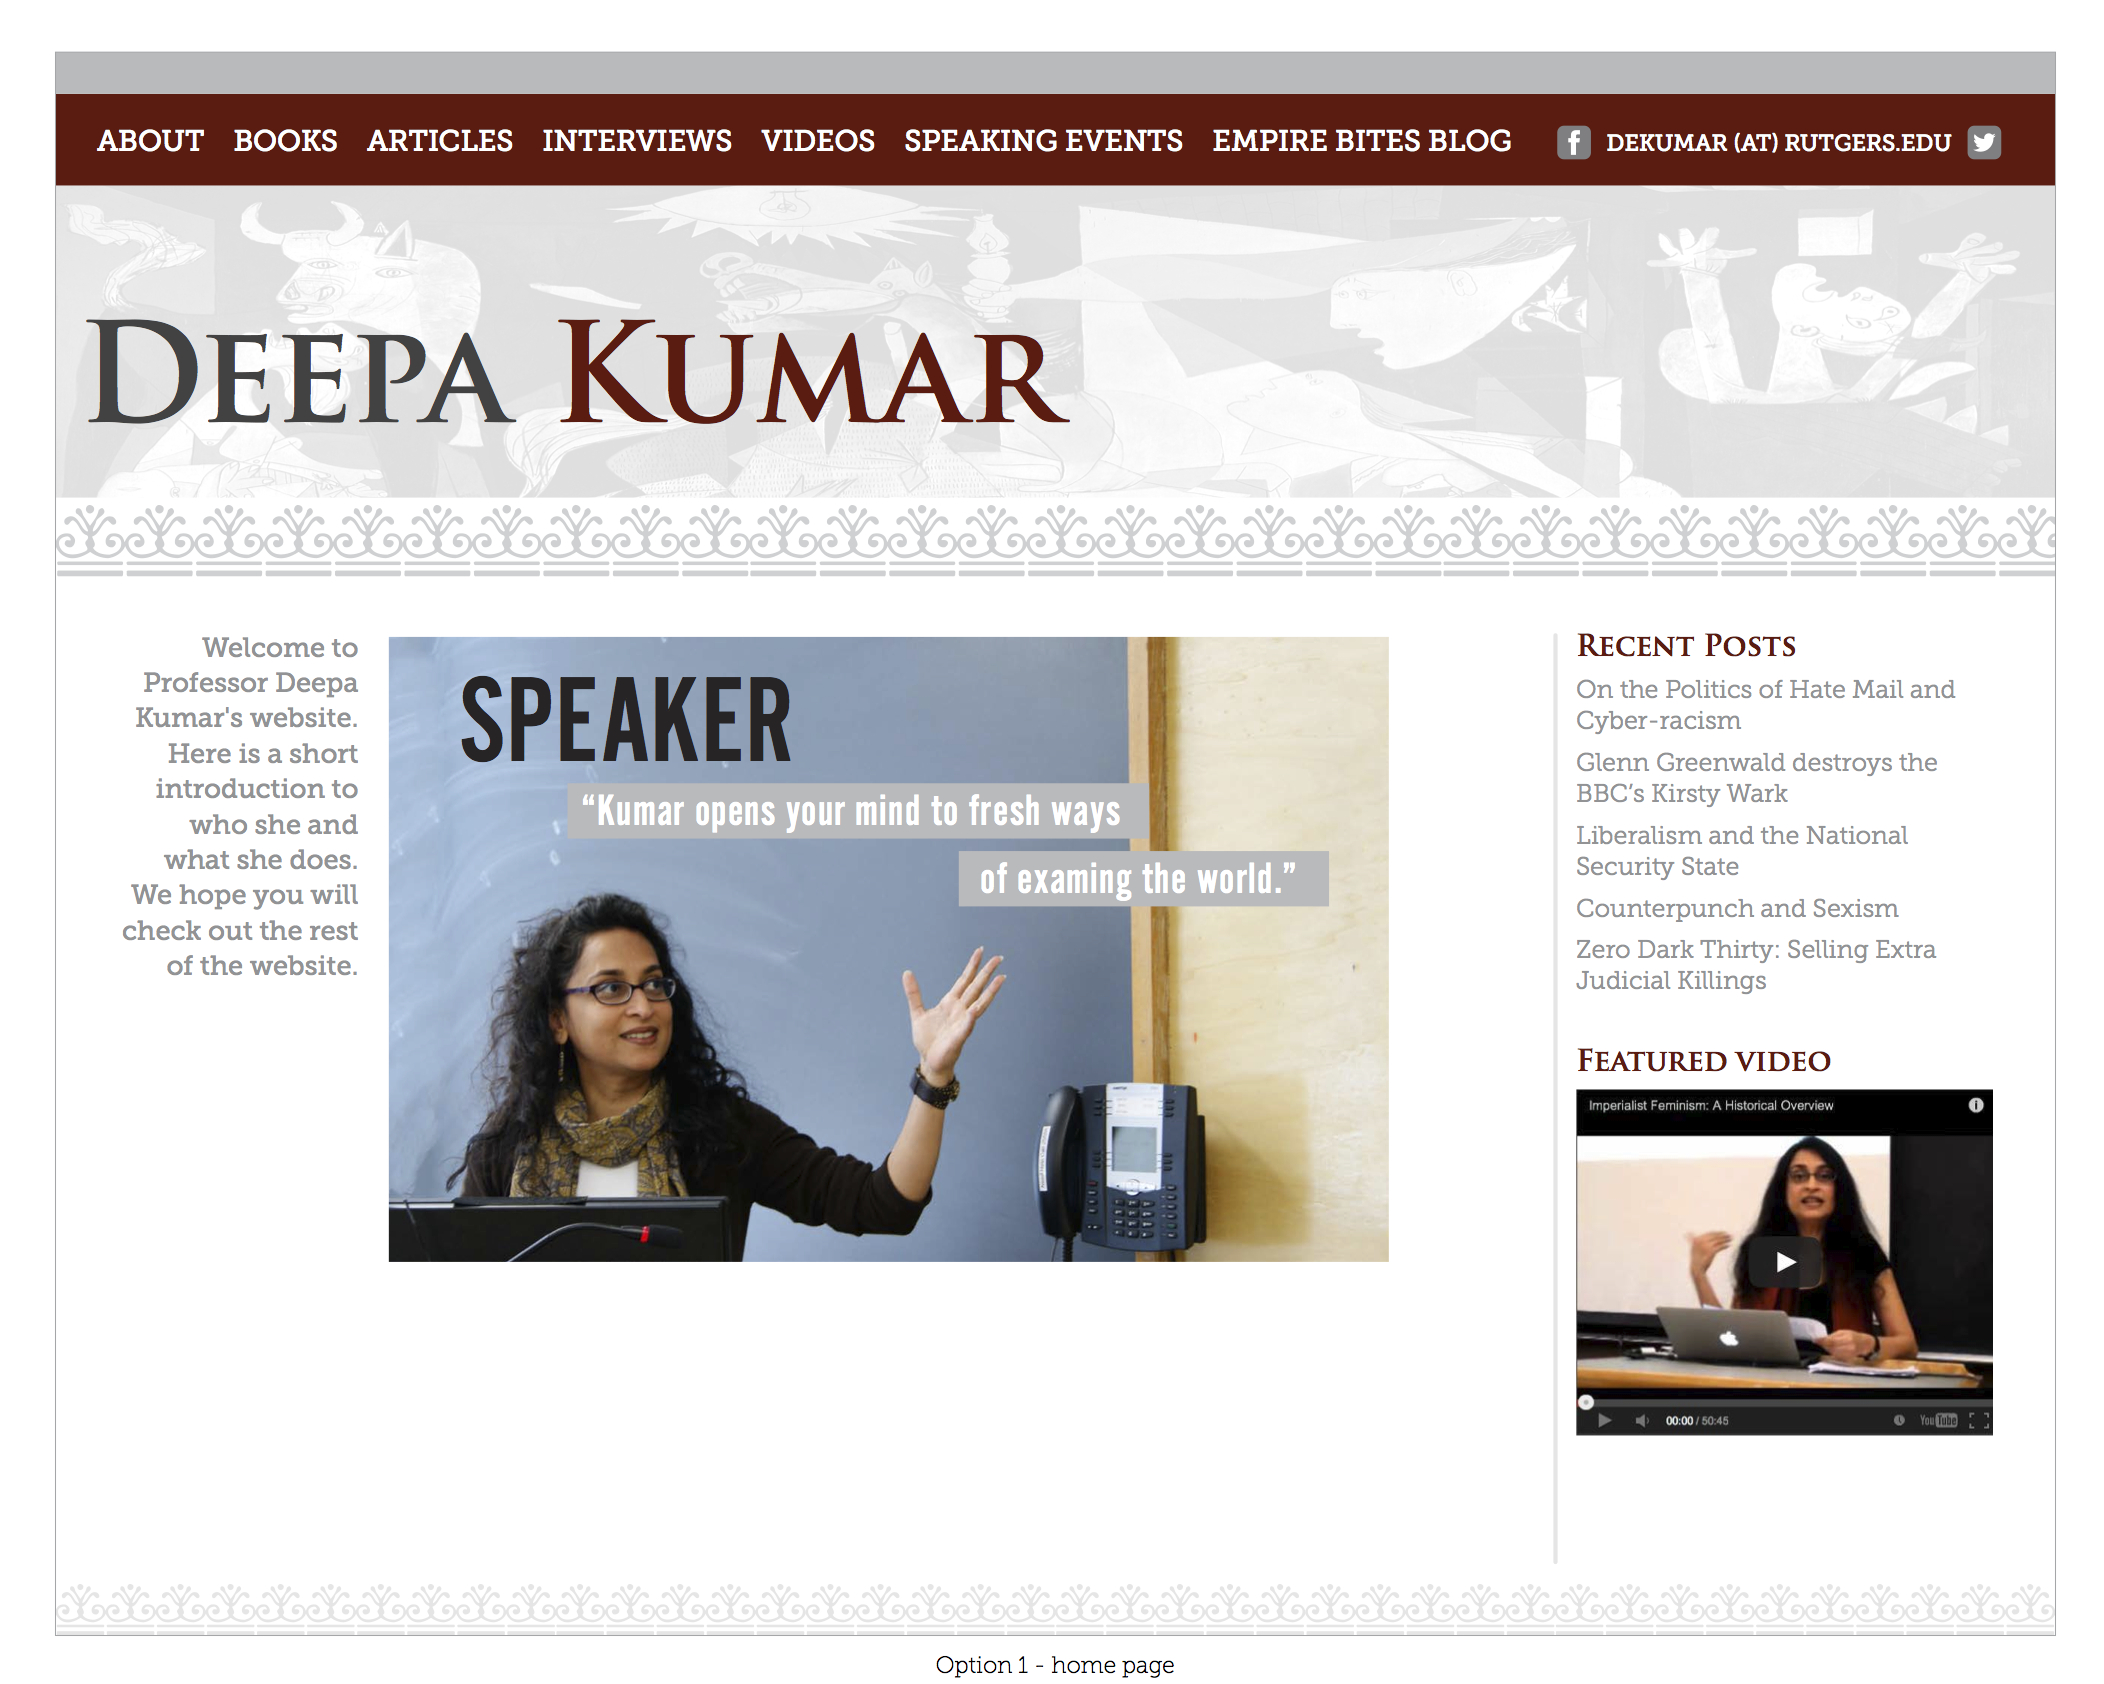 ABOUT BOOKS ARTICLES INTERVIEWS VIDEOS SPEAKING EVENTS EMPIRE BITES BLOG DEKUMAR (AT) RUTGERS.EDU
DEEPA KUMAR
Welcome to
Professor Deepa
Kumar's website.
Here is a short
introduction to
who she and
what she does.
We hope you will
check out the rest
of the website.
SPEAKER
“Kumar opens your mind to fresh ways
of examing the world.”
RECENT POSTS
On the Politics of Hate Mail and
Cyber-racism
Glenn Greenwald destroys the
BBC’s Kirsty Wark
Liberalism and the National
Security State
Counterpunch and Sexism
Zero Dark Thirty: Selling Extra
Judicial Killings
FEATURED VIDEO
Imperialist Feminism: A Historical Overview
00:00 / 50:45 YouTube
Option 1 - home page